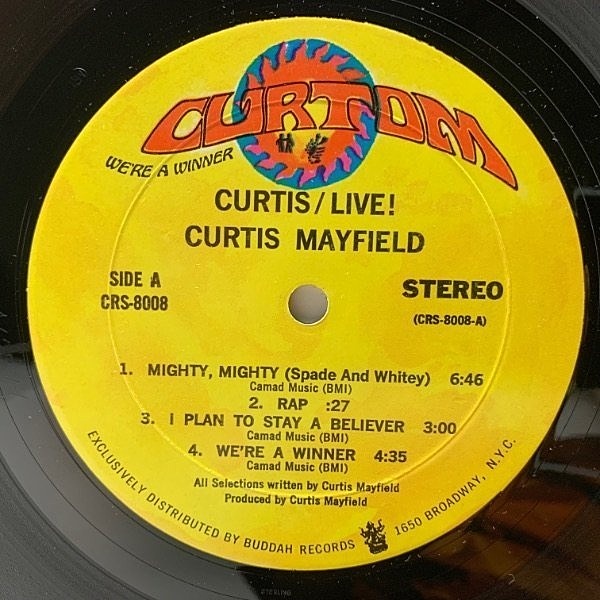 CURTOM
WE'RE A WINNER
CURTIS/LIVE!
CURTIS MAYFIELD
SIDE A
CRS-8008
STEREO
(CRS-8008-A)
1. MIGHTY, MIGHTY (Spade And Whitey) 6:46
Camad Music (BMI)
2. RAP :27
3. I PLAN TO STAY A BELIEVER 3:00
Camad Music (BMI)
4. WE'RE A WINNER 4:35
Camad Music (BMI)
All Selections written by Curtis Mayfield
Produced by Curtis Mayfield
EXCLUSIVELY DISTRIBUTED BY BUDDAH RECORDS 1650 BROADWAY, N.Y.C.
STERLING